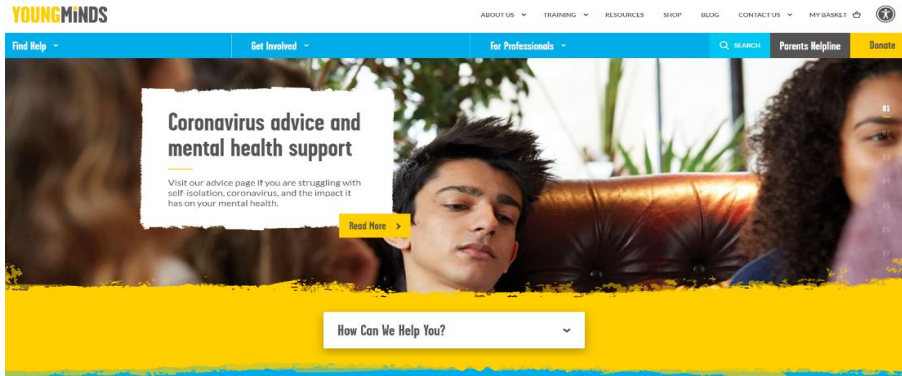 YOUNGMiNDS
ABOUT US TRAINING RESOURCES SHOP BLOG CONTACT US MY BASKET
Find Help Get Involved For Professionals SEARCH Parents Helpline Donate
Coronavirus advice and
mental health support
Visit our advice page if you are struggling with
self-isolation, coronavirus, and the impact it
has on your mental health.
Read More
01
How Can We Help You?